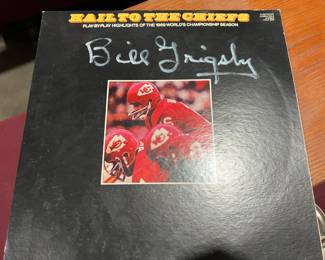 HAIL TO THE CHIEFS
PLAY-BY-PLAY HIGHLIGHTS OF THE 1969 WORLD'S CHAMPIONSHIP SEASON
Bill Grigsby